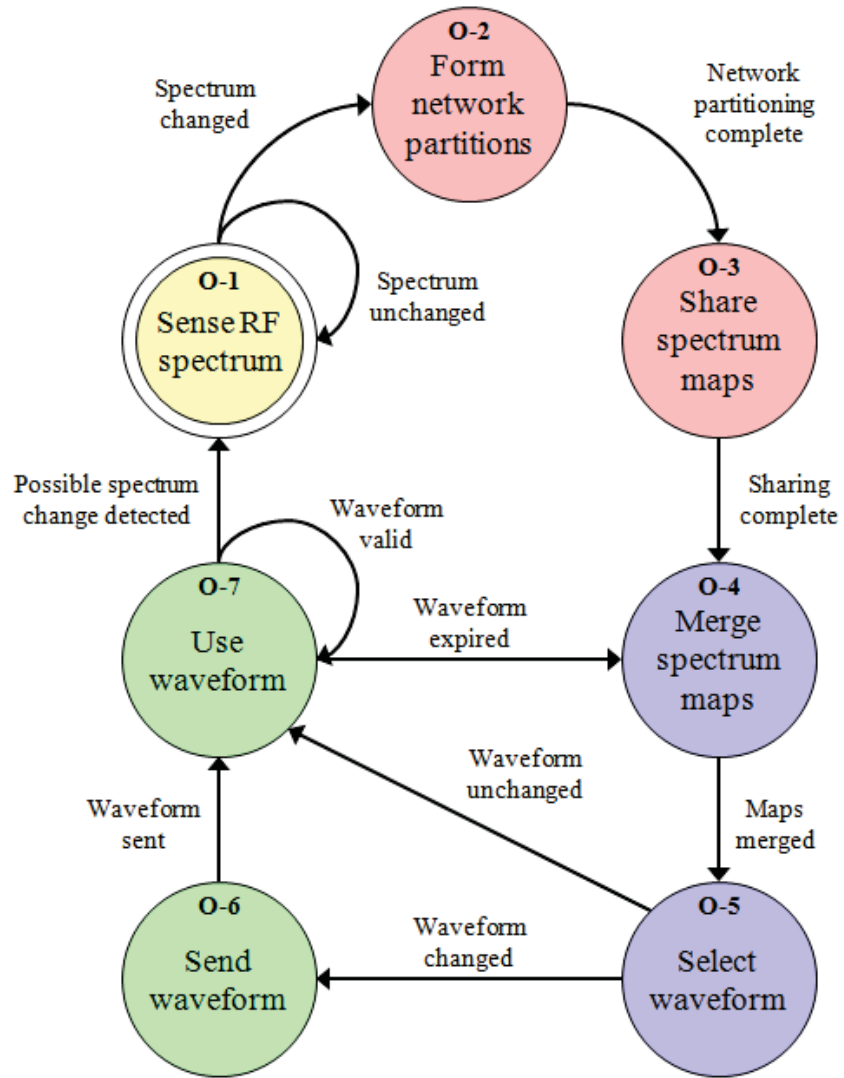 O-2
Form
network
partitions
Spectrum
changed
Network
partitioning
complete
O-1
Sense RF
spectrum
Spectrum
unchanged
O-3
Share
spectrum
maps
Possible spectrum
change detected
Waveform
valid
Sharing
complete
O-7
Use
waveform
Waveform
expired
O-4
Merge
spectrum
maps
Waveform
sent
Waveform
unchanged
Maps
merged
O-6
Send
waveform
Waveform
changed
O-5
Select
waveform